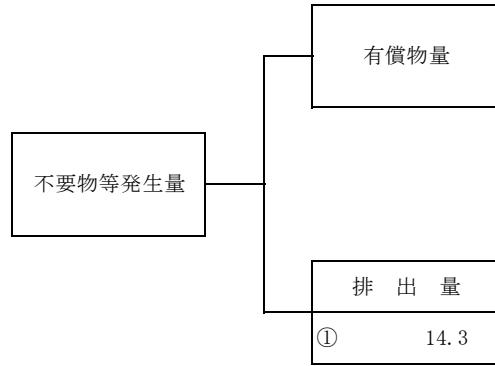 有償物量
不要物等発生量
排 出 量
① 14.3